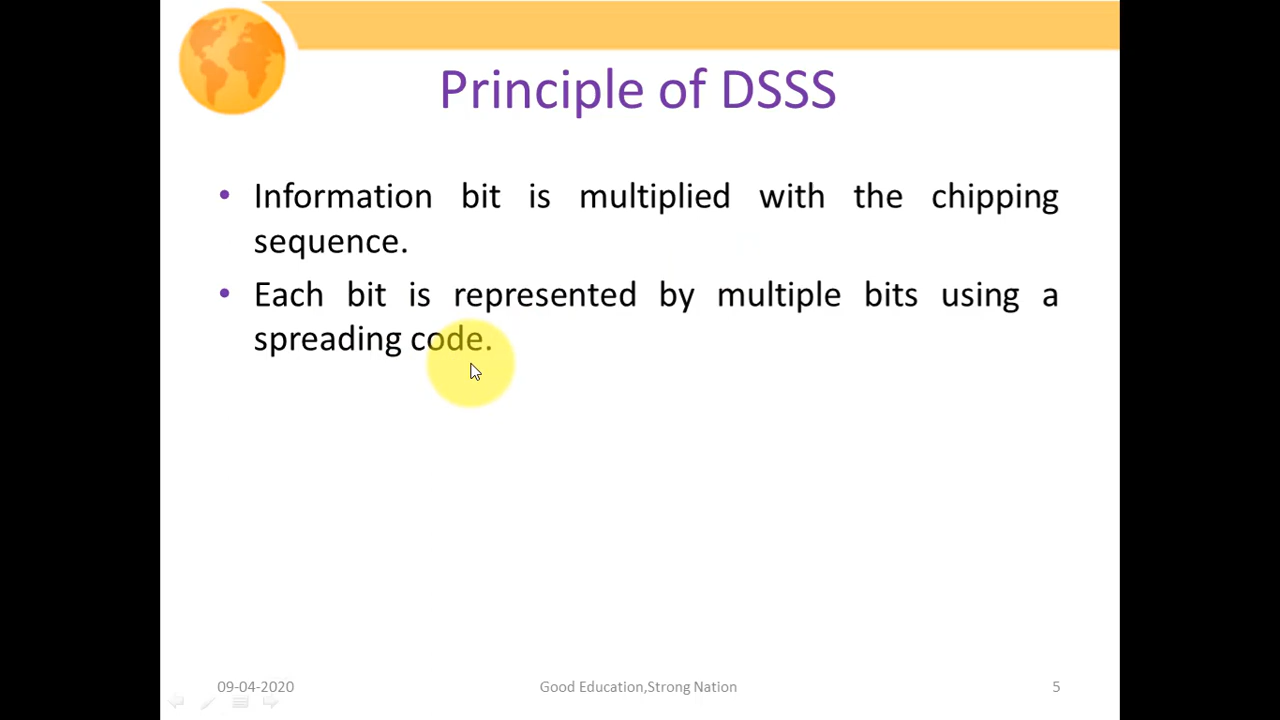 Principle of DSSS
• Information bit is multiplied with the chipping
sequence.
• Each bit is represented by multiple bits using a
spreading code.
09-04-2020
Good Education,Strong Nation
5